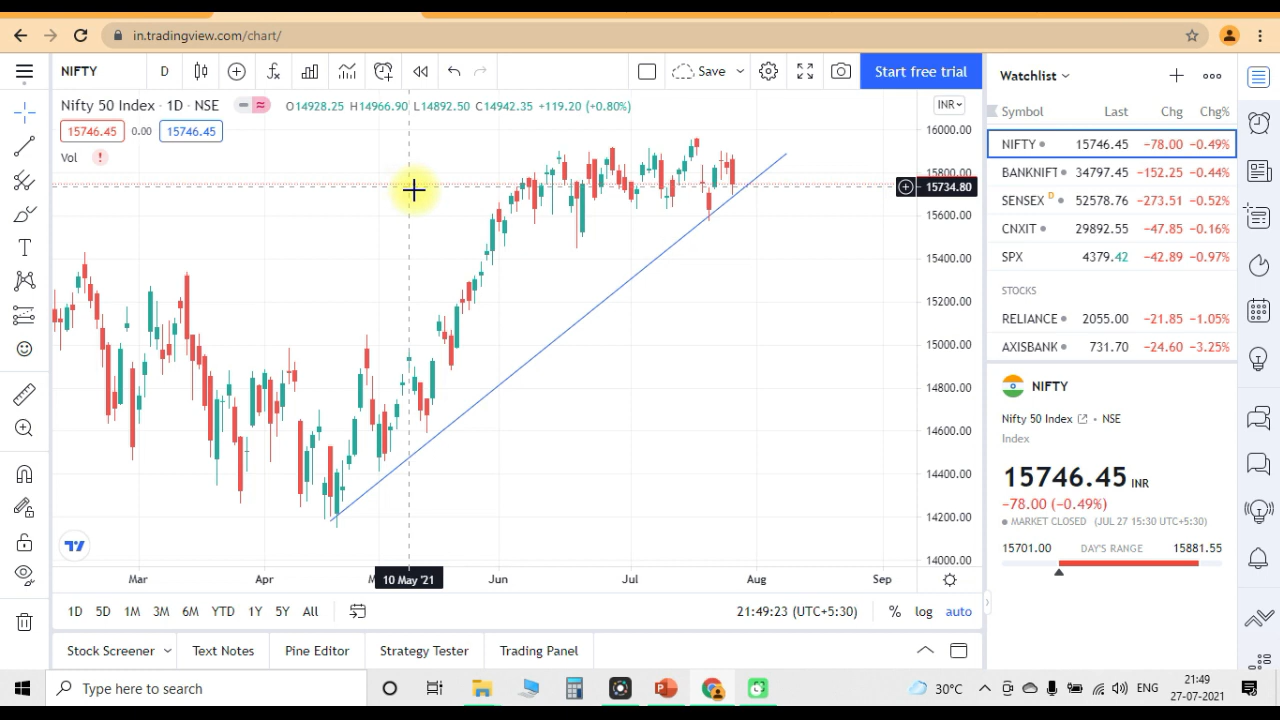 in.tradingview.com/chart/
NIFTY D Save Start free trial
Nifty 50 Index · 1D · NSE O14928.25 H14966.90 L14892.50 C14942.35 +119.20 (+0.80%)
15746.45 0.00 15746.45
Vol !
INR
16000.00
15800.00
15734.80
15600.00
15400.00
15200.00
15000.00
14800.00
14600.00
14400.00
14200.00
14000.00
Mar Apr M 10 May '21 Jun Jul Aug Sep
1D 5D 1M 3M 6M YTD 1Y 5Y All 21:49:23 (UTC+5:30) % log auto
Stock Screener Text Notes Pine Editor Strategy Tester Trading Panel
Watchlist
Symbol Last Chg Chg%
NIFTY 15746.45 −78.00 −0.49%
BANKNIFT 34797.45 −152.25 −0.44%
SENSEX D 52578.76 −273.51 −0.52%
CNXIT 29892.55 −47.85 −0.16%
SPX 4379.42 −42.89 −0.97%
STOCKS
RELIANCE 2055.00 −21.85 −1.05%
AXISBANK 731.70 −24.60 −3.25%
NIFTY
Nifty 50 Index · NSE
Index
15746.45 INR
−78.00 (−0.49%)
MARKET CLOSED (JUL 27 15:30 UTC+5:30)
15701.00 DAY'S RANGE 15881.55
Type here to search 30°C ENG 21:49
27-07-2021